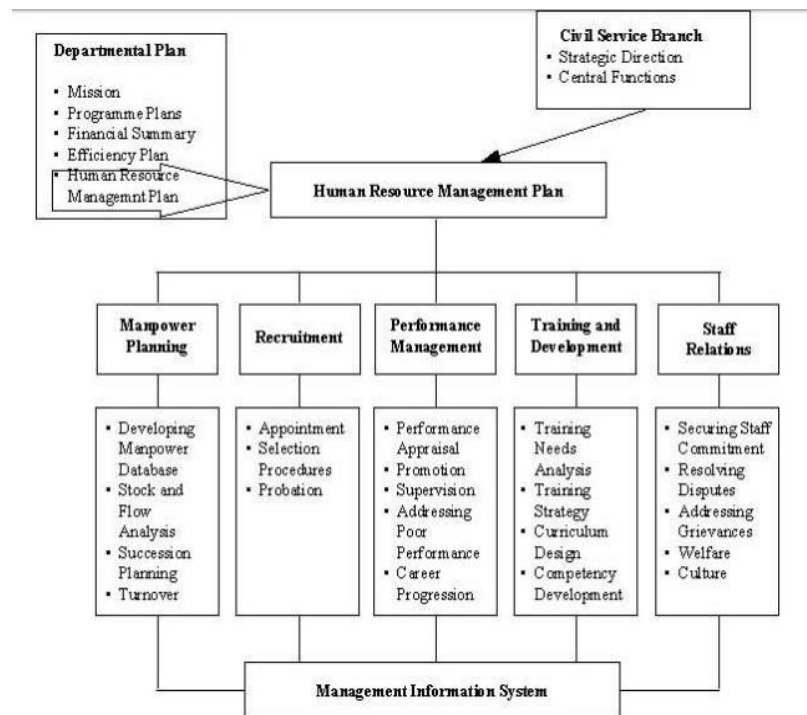 Departmental Plan
▪ Mission
▪ Programme Plans
▪ Financial Summary
▪ Efficiency Plan
▪ Human Resource
Managemnt Plan
Civil Service Branch
▪ Strategic Direction
▪ Central Functions
Human Resource Management Plan
Manpower
Planning
Recruitment
Performance
Management
Training and
Development
Staff
Relations
▪ Developing
Manpower
Database
▪ Stock and
Flow
Analysis
▪ Succession
Planning
▪ Turnover
▪ Appointment
▪ Selection
Procedures
▪ Probation
▪ Performance
Appraisal
▪ Promotion
▪ Supervision
▪ Addressing
Poor
Performance
▪ Career
Progression
▪ Training
Needs
Analysis
▪ Training
Strategy
▪ Curriculum
Design
▪ Competency
Development
▪ Securing Staff
Commitment
▪ Resolving
Disputes
▪ Addressing
Grievances
▪ Welfare
▪ Culture
Management Information System